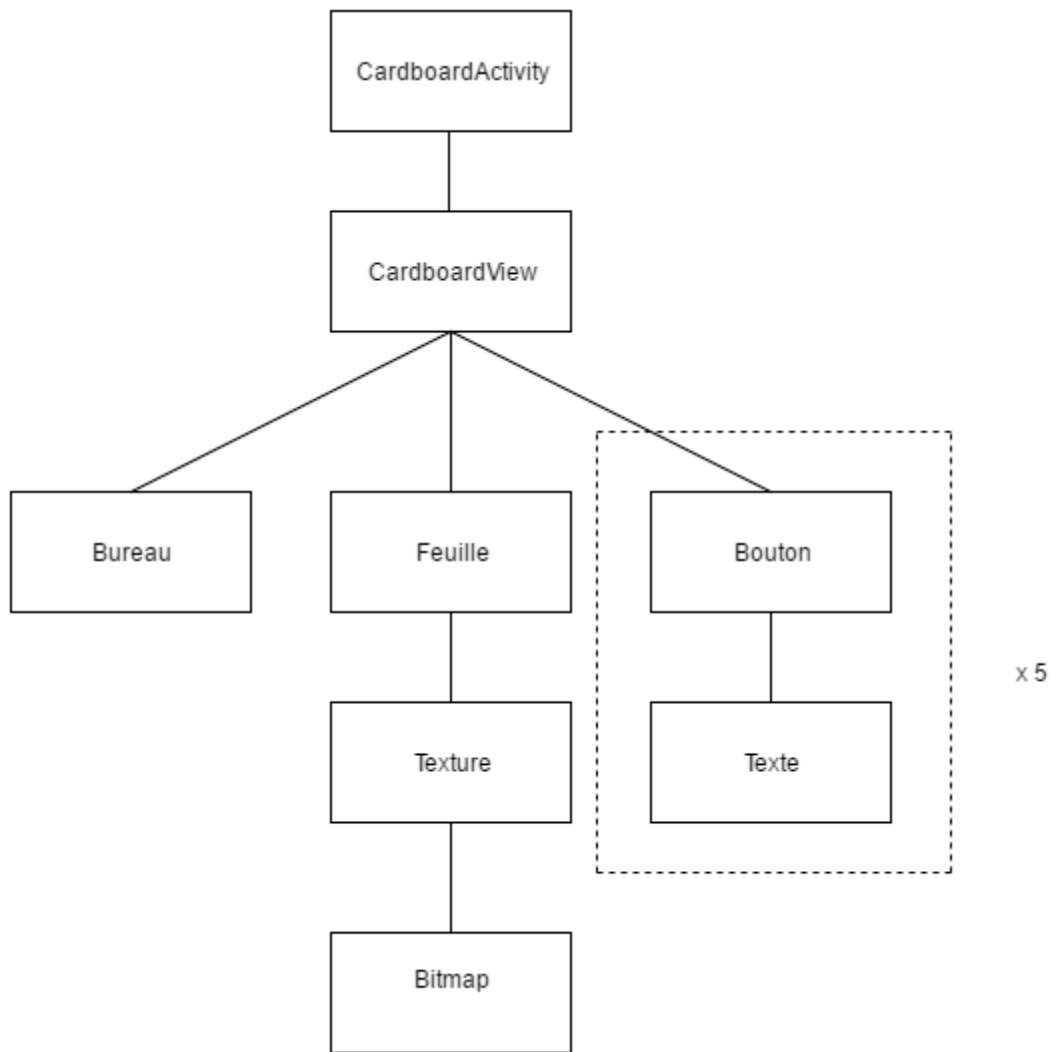 CardboardActivity
CardboardView
Bureau
Feuille
Bouton
x 5
Texture
Texte
Bitmap